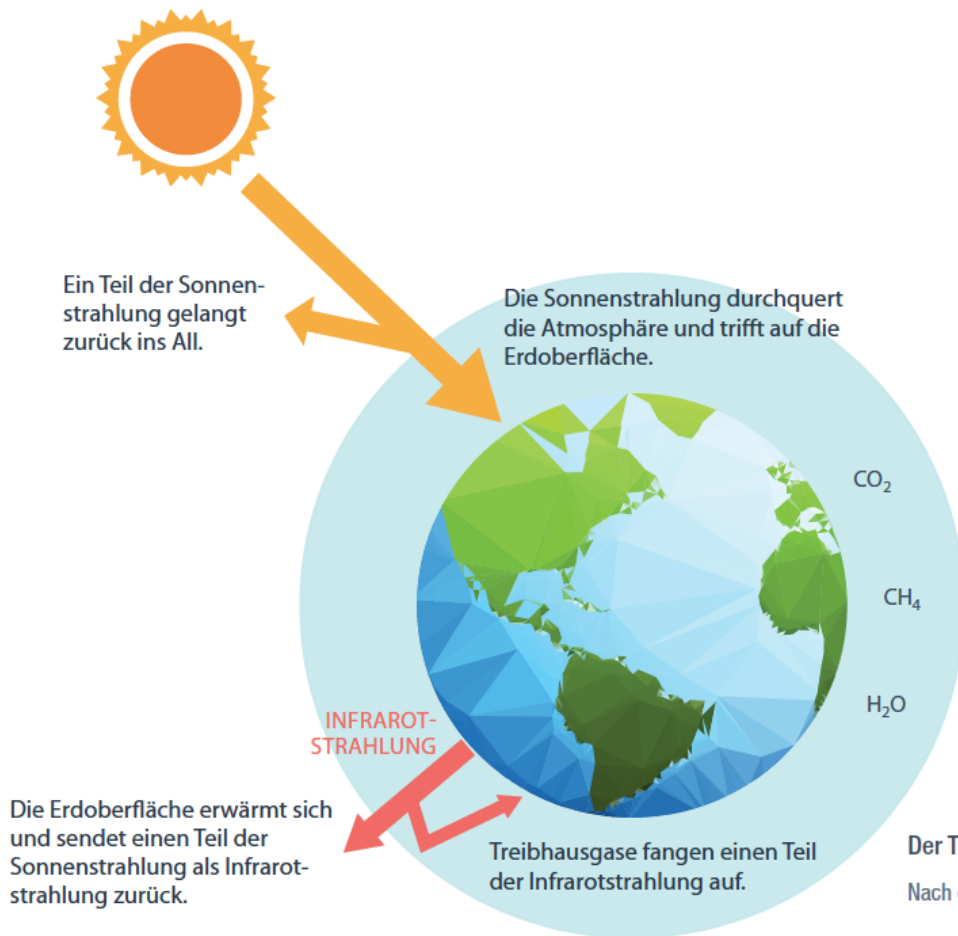 Ein Teil der Sonnen-
strahlung gelangt
zurück ins All.
Die Sonnenstrahlung durchquert
die Atmosphäre und trifft auf die
Erdoberfläche.
CO₂
CH₄
H₂O
INFRAROT-
STRAHLUNG
Die Erdoberfläche erwärmt sich
und sendet einen Teil der
Sonnenstrahlung als Infrarot-
strahlung zurück.
Treibhausgase fangen einen Teil
der Infrarotstrahlung auf.
Der
Nach